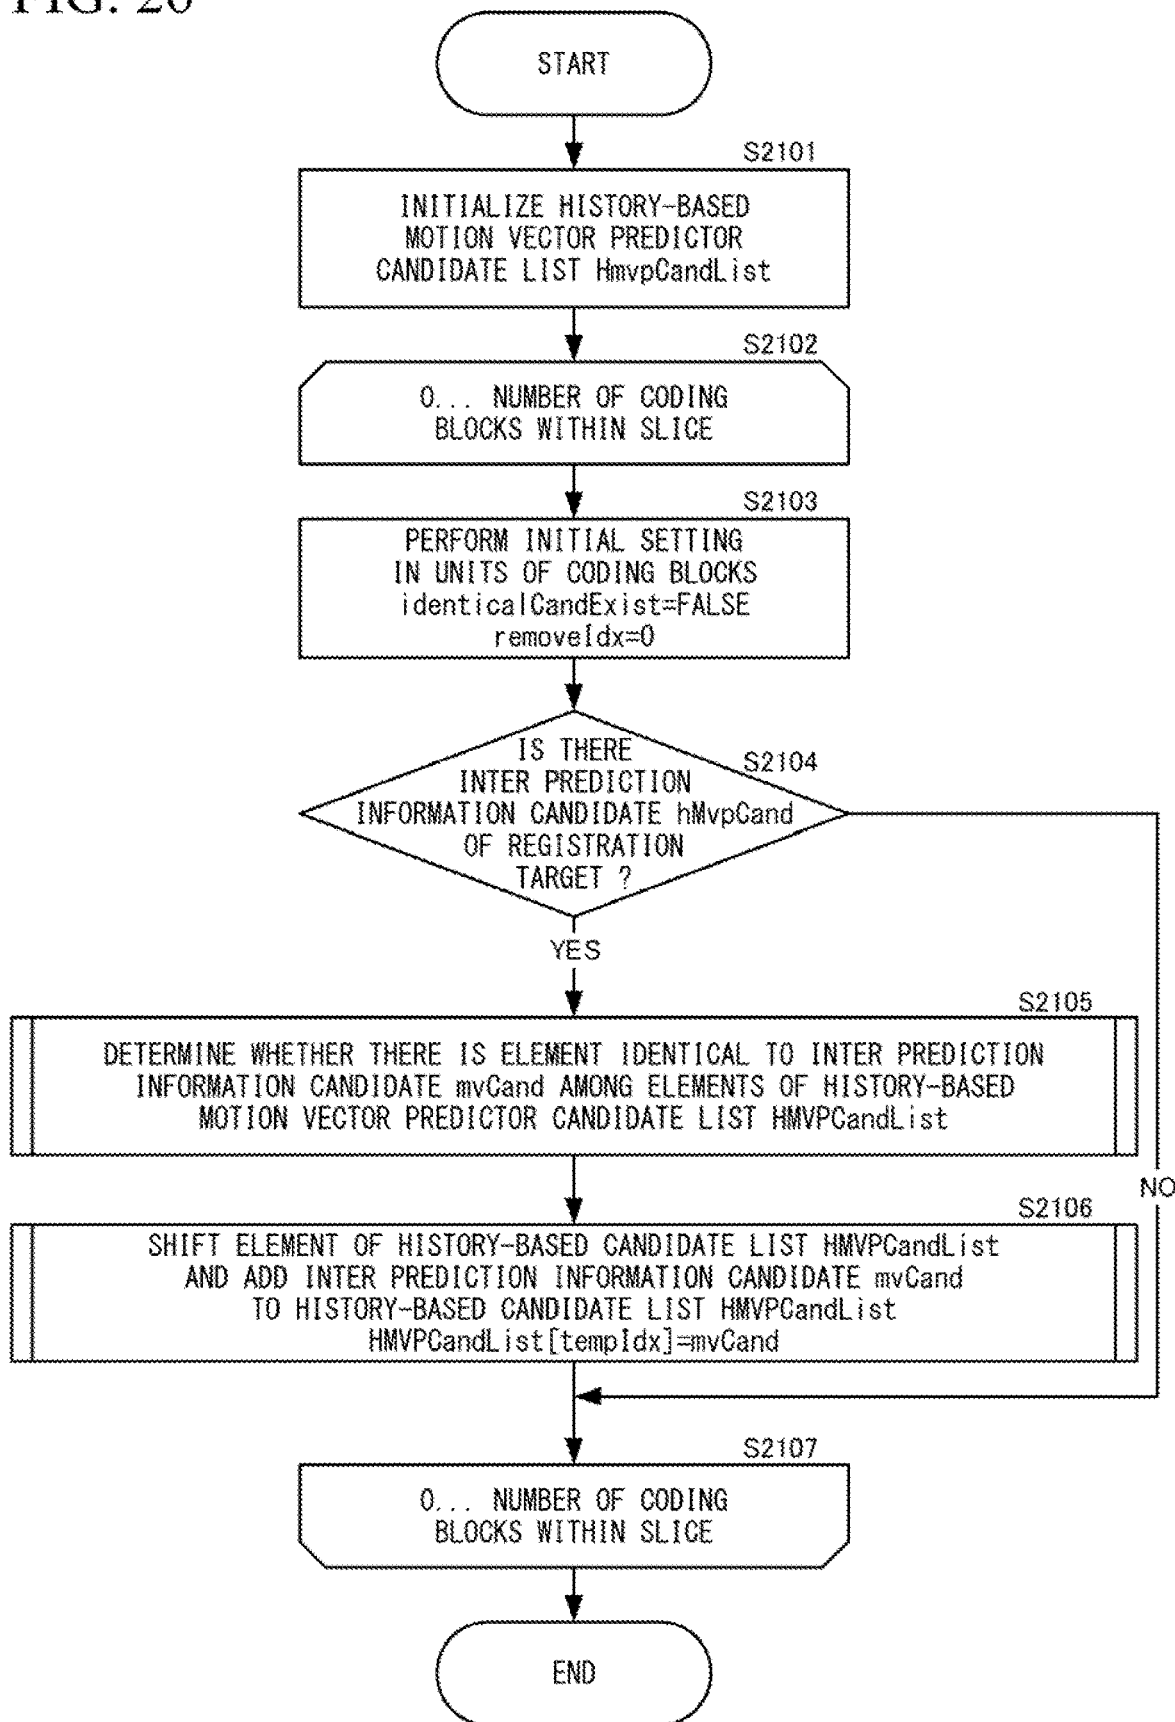 FIG. 20
START
S2101
INITIALIZE HISTORY-BASED
MOTION VECTOR PREDICTOR
CANDIDATE LIST HmvpCandList
S2102
0... NUMBER OF CODING
BLOCKS WITHIN SLICE
S2103
PERFORM INITIAL SETTING
IN UNITS OF CODING BLOCKS
identicalCandExist=FALSE
removeIdx=0
S2104
IS THERE
INTER PREDICTION
INFORMATION CANDIDATE hMvpCand
OF REGISTRATION
TARGET ?
YES
S2105
DETERMINE WHETHER THERE IS ELEMENT IDENTICAL TO INTER PREDICTION
INFORMATION CANDIDATE mvCand AMONG ELEMENTS OF HISTORY-BASED
MOTION VECTOR PREDICTOR CANDIDATE LIST HMVPCandList
NO
S2106
SHIFT ELEMENT OF HISTORY-BASED CANDIDATE LIST HMVPCandList
AND ADD INTER PREDICTION INFORMATION CANDIDATE mvCand
TO HISTORY-BASED CANDIDATE LIST HMVPCandList
HMVPCandList[tempIdx]=mvCand
S2107
0... NUMBER OF CODING
BLOCKS WITHIN SLICE
END